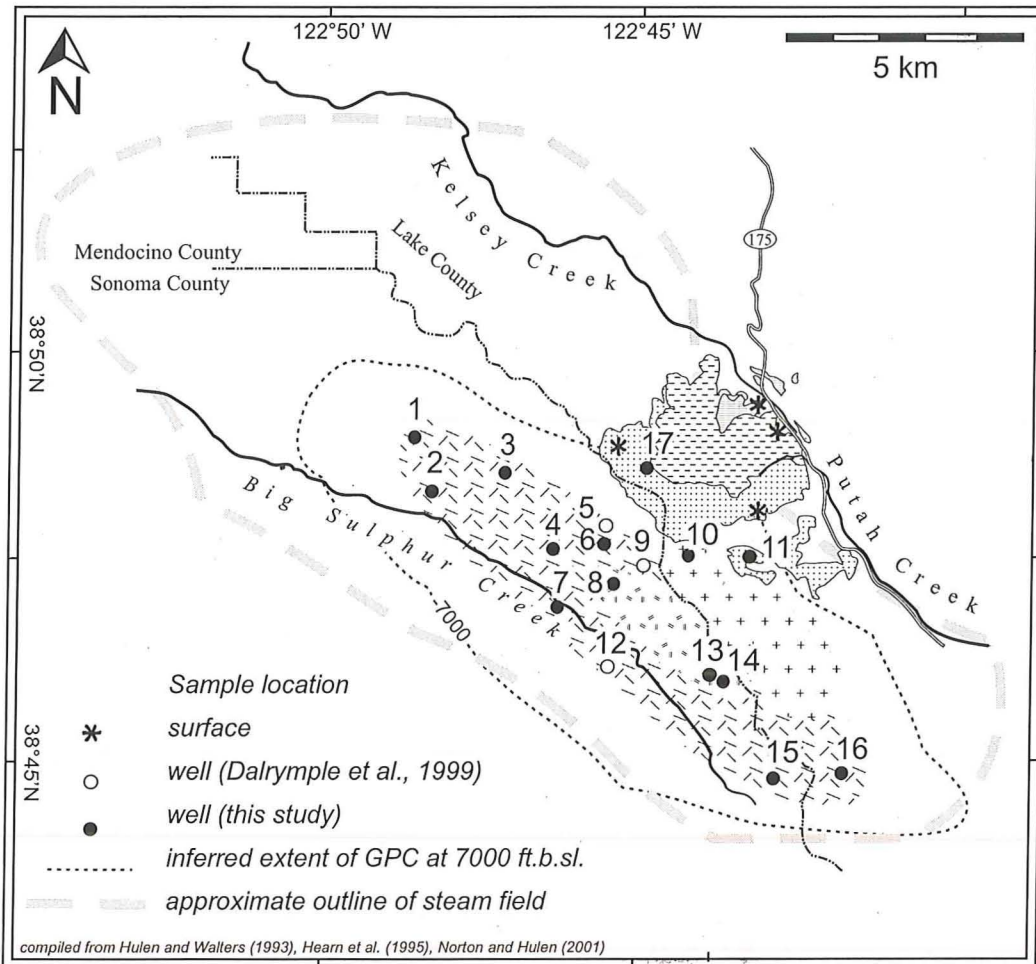 122°50' W
122°45' W
N
5 km
Kelsey Creek
175
Mendocino County
Sonoma County
Lake County
38°50'N
1
2
3
17
5
4
6
9
10
11
8
7
Big Sulphur Creek
Putah Creek
7000
12
13
14
15
16
38°45'N
Sample location
surface
well (Dalrymple et al., 1999)
well (this study)
inferred extent of GPC at 7000 ft.b.sl.
approximate outline of steam field
compiled from Hulen and Walters (1993), Hearn et al. (1995), Norton and Hulen (2001)